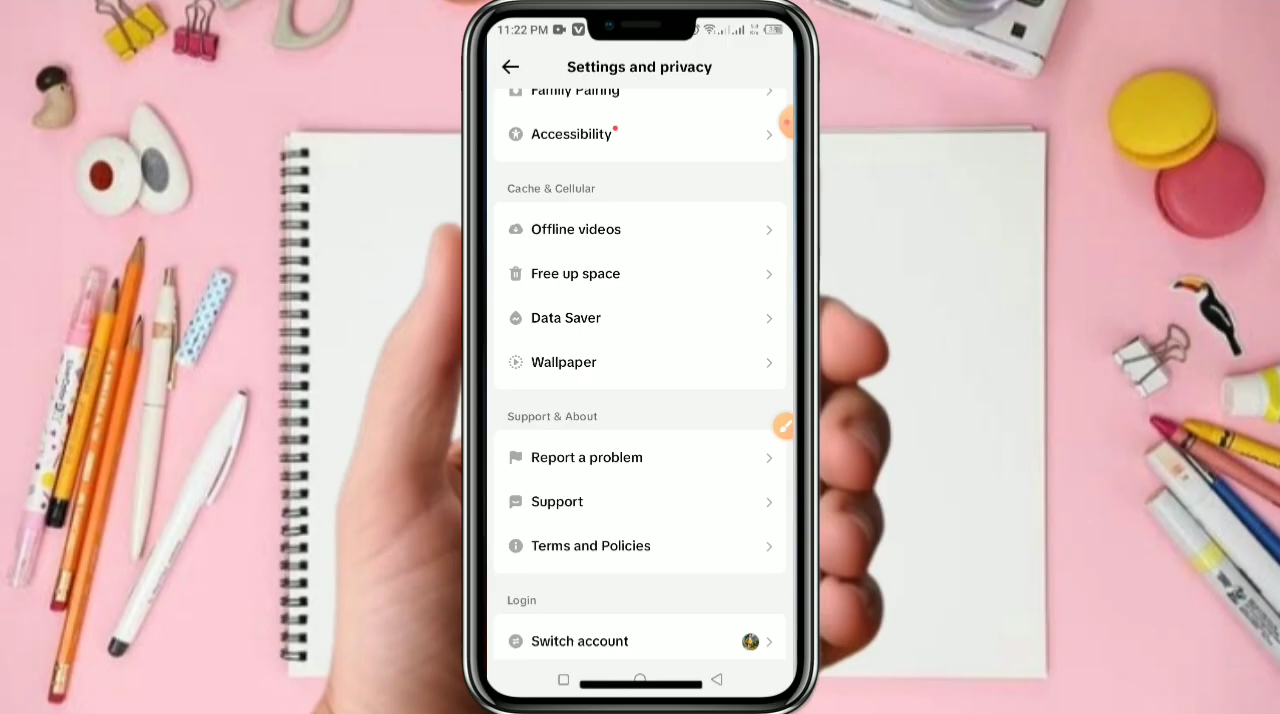 11:22 PM
Settings and privacy
Family Pairing
Accessibility
Cache & Cellular
Offline videos
Free up space
Data Saver
Wallpaper
Support & About
Report a problem
Support
Terms and Policies
Login
Switch account